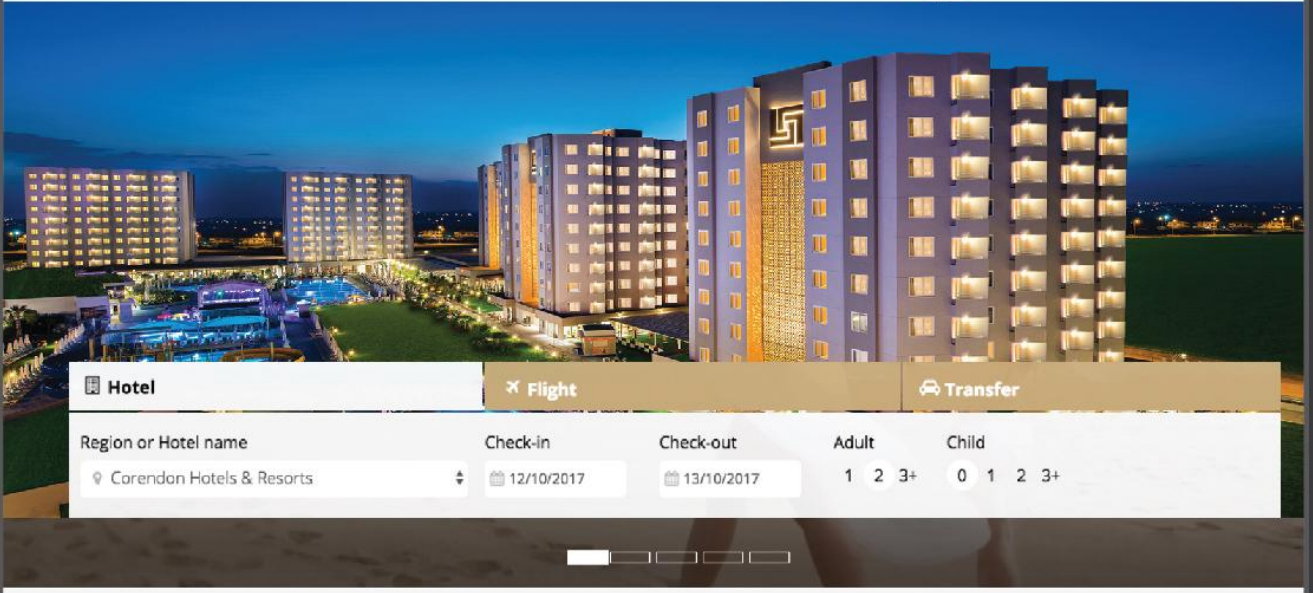 Hotel
Flight
Transfer
Region or Hotel name
Check-in
Check-out
Adult
Child
Corendon Hotels & Resorts
12/10/2017
13/10/2017
1 2 3+
0 1 2 3+